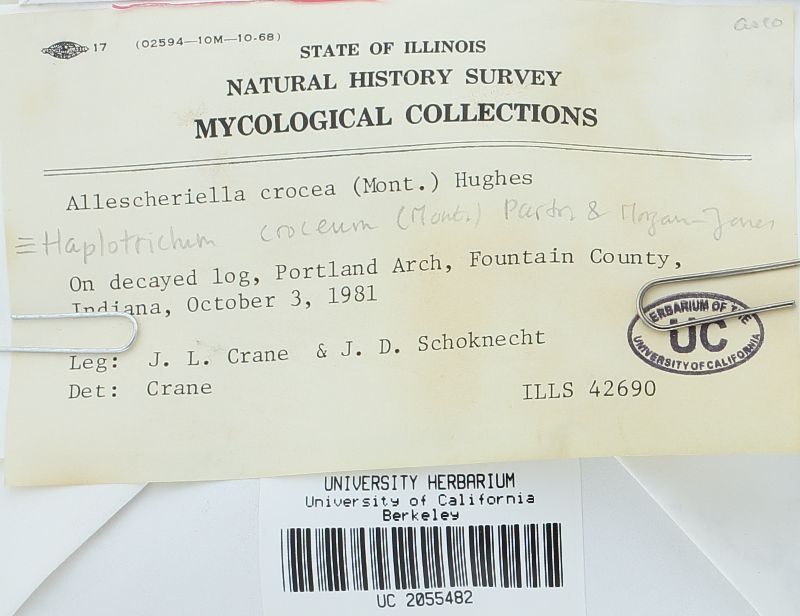 asco
17 (02594—10M—10-68)
STATE OF ILLINOIS
NATURAL HISTORY SURVEY
MYCOLOGICAL COLLECTIONS
Allescheriella crocea (Mont.) Hughes
≡ Haplotrichum croceum (Mont.) Partr. & Morgan-Jones
On decayed log, Portland Arch, Fountain County,
Indiana, October 3, 1981
Leg: J. L. Crane & J. D. Schoknecht
Det: Crane
ILLS 42690
HERBARIUM OF THE
UC
UNIVERSITY OF CALIFORNIA
UNIVERSITY HERBARIUM
University of California
Berkeley
UC 2055482